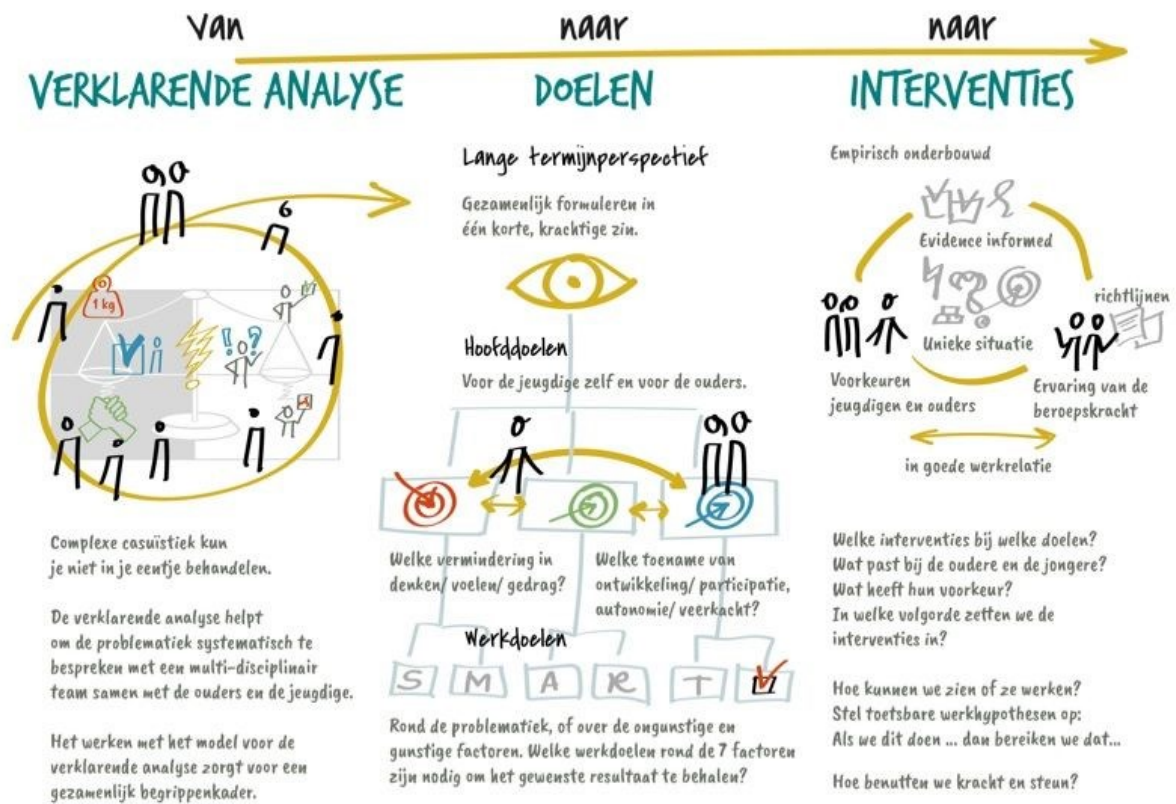 van
naar
naar
VERKLARENDE ANALYSE
DOELEN
INTERVENTIES
1 kg
! ?
Complexe casuïstiek kun
je niet in je eentje behandelen.
De verklarende analyse helpt
om de problematiek systematisch te
bespreken met een multi-disciplinair
team samen met de ouders en de jeugdige.
Het werken met het model voor de
verklarende analyse zorgt voor een
gezamenlijk begrippenkader.
Lange termijnperspectief
Gezamenlijk formuleren in
één korte, krachtige zin.
Hoofddoelen
Voor de jeugdige zelf en voor de ouders.
Welke vermindering in
denken/ voelen/ gedrag?
Welke toename van
ontwikkeling/ participatie,
autonomie/ veerkacht?
Werkdoelen
S M A R T
Rond de problematiek, of over de ongunstige en
gunstige factoren. Welke werkdoelen rond de 7 factoren
zijn nodig om het gewenste resultaat te behalen?
Empirisch onderbouwd
Evidence informed
richtlijnen
?
Unieke situatie
Voorkeuren
jeugdigen en ouders
Ervaring van de
beroepskracht
in goede werkrelatie
Welke interventies bij welke doelen?
Wat past bij de oudere en de jongere?
Wat heeft hun voorkeur?
In welke volgorde zetten we de
interventies in?
Hoe kunnen we zien of ze werken?
Stel toetsbare werkhypothesen op:
Als we dit doen ... dan bereiken we dat...
Hoe benutten we kracht en steun?